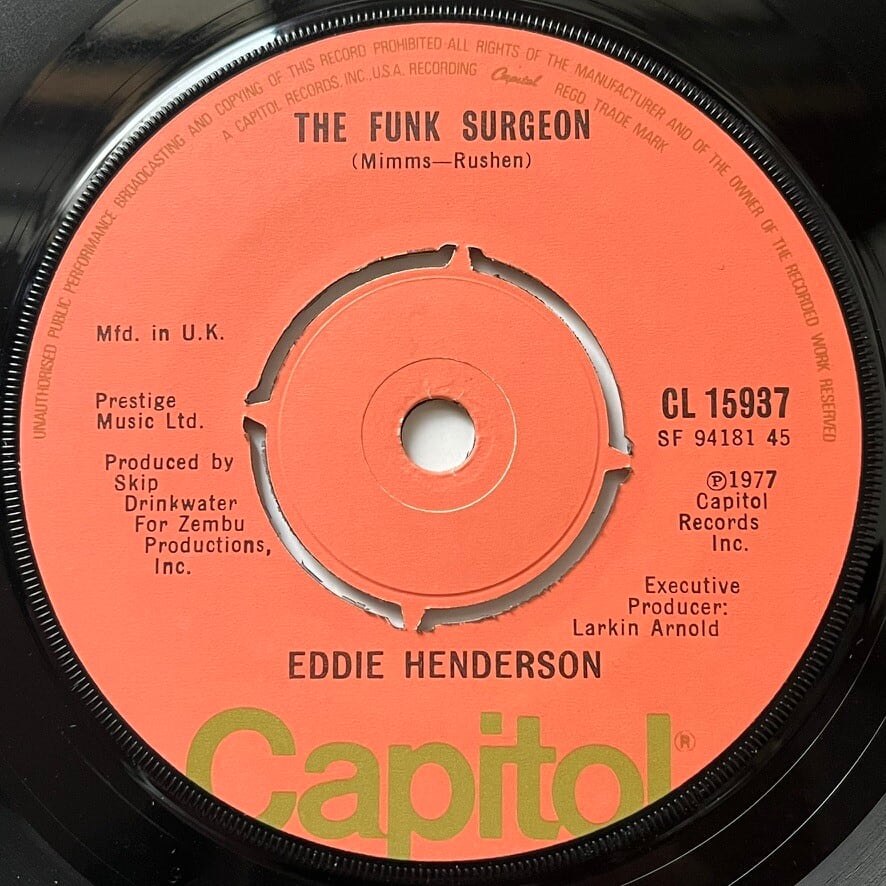 UNAUTHORISED PUBLIC PERFORMANCE BROADCASTING AND COPYING OF THIS RECORD PROHIBITED ALL RIGHTS OF THE MANUFACTURER AND OF THE OWNER OF THE RECORDED WORK RESERVED
A CAPITOL RECORDS, INC., U.S.A. RECORDING Capitol REGD. TRADE MARK
THE FUNK SURGEON
(Mimms—Rushen)
Mfd. in U.K.
Prestige
Music Ltd.
Produced by
Skip
Drinkwater
For Zembu
Productions,
Inc.
CL 15937
SF 94181 45
℗1977
Capitol
Records
Inc.
Executive
Producer:
Larkin Arnold
EDDIE HENDERSON
Capitol®